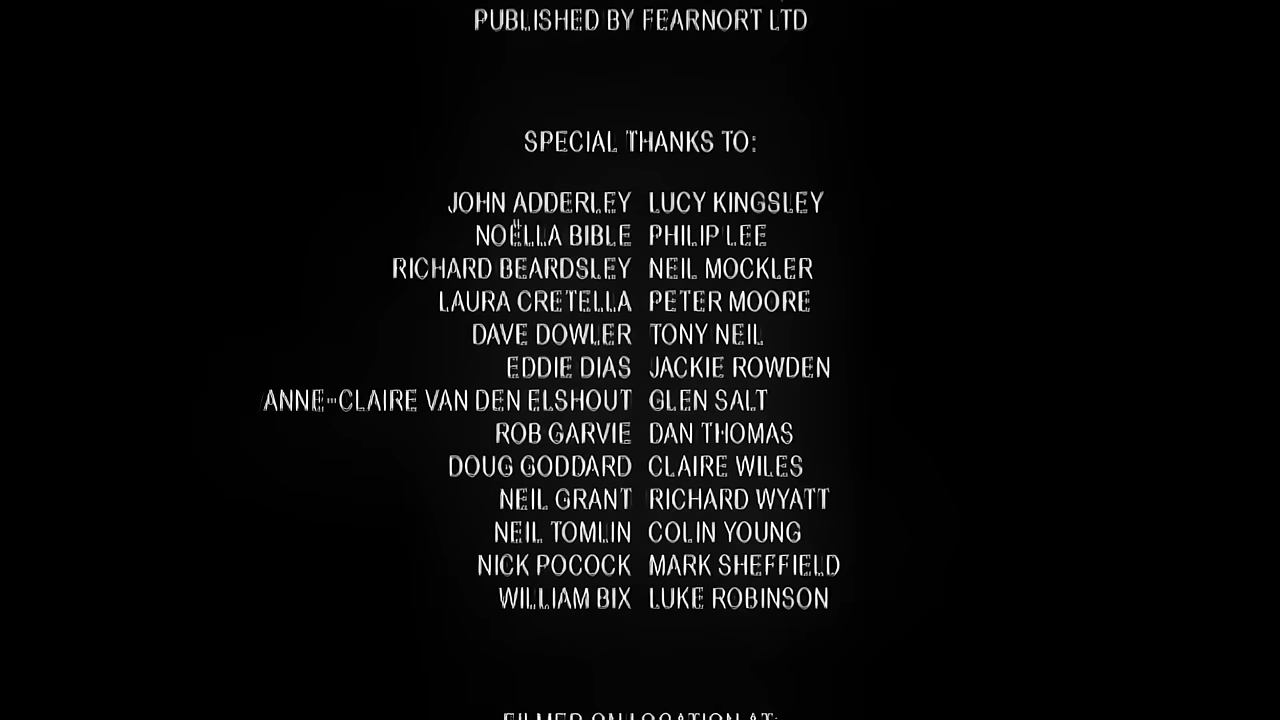 PUBLISHED BY FEARNORT LTD
SPECIAL THANKS TO:
JOHN ADDERLEY LUCY KINGSLEY
NOËLLA BIBLE PHILIP LEE
RICHARD BEARDSLEY NEIL MOCKLER
LAURA CRETELLA PETER MOORE
DAVE DOWLER TONY NEIL
EDDIE DIAS JACKIE ROWDEN
ANNE-CLAIRE VAN DEN ELSHOUT GLEN SALT
ROB GARVIE DAN THOMAS
DOUG GODDARD CLAIRE WILES
NEIL GRANT RICHARD WYATT
NEIL TOMLIN COLIN YOUNG
NICK POCOCK MARK SHEFFIELD
WILLIAM BIX LUKE ROBINSON
FILMED ON LOCATION AT: